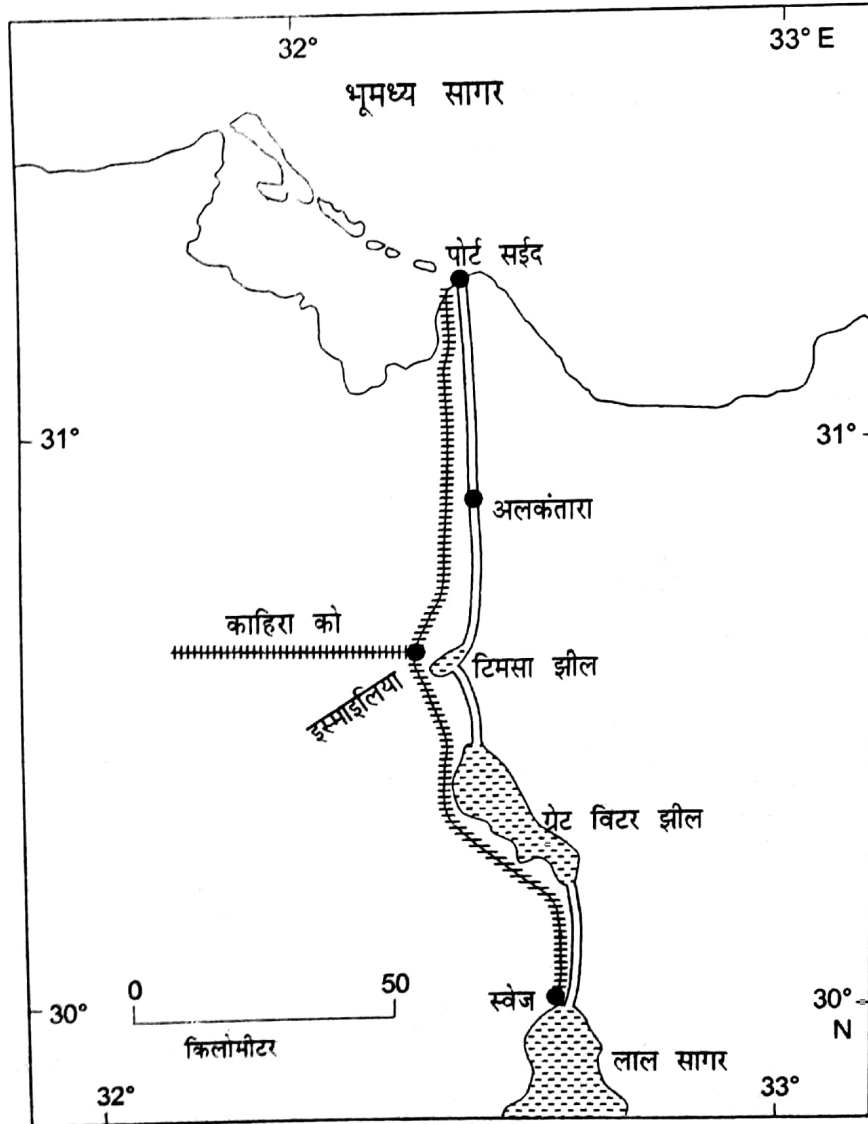 32°
33° E
भूमध्य सागर
पोर्ट सईद
31°
31°
अलकंतारा
काहिरा को
टिमसा झील
इस्माईलिया
ग्रेट विटर झील
0
50
स्वेज
30°
30°
N
किलोमीटर
लाल सागर
32°
33°